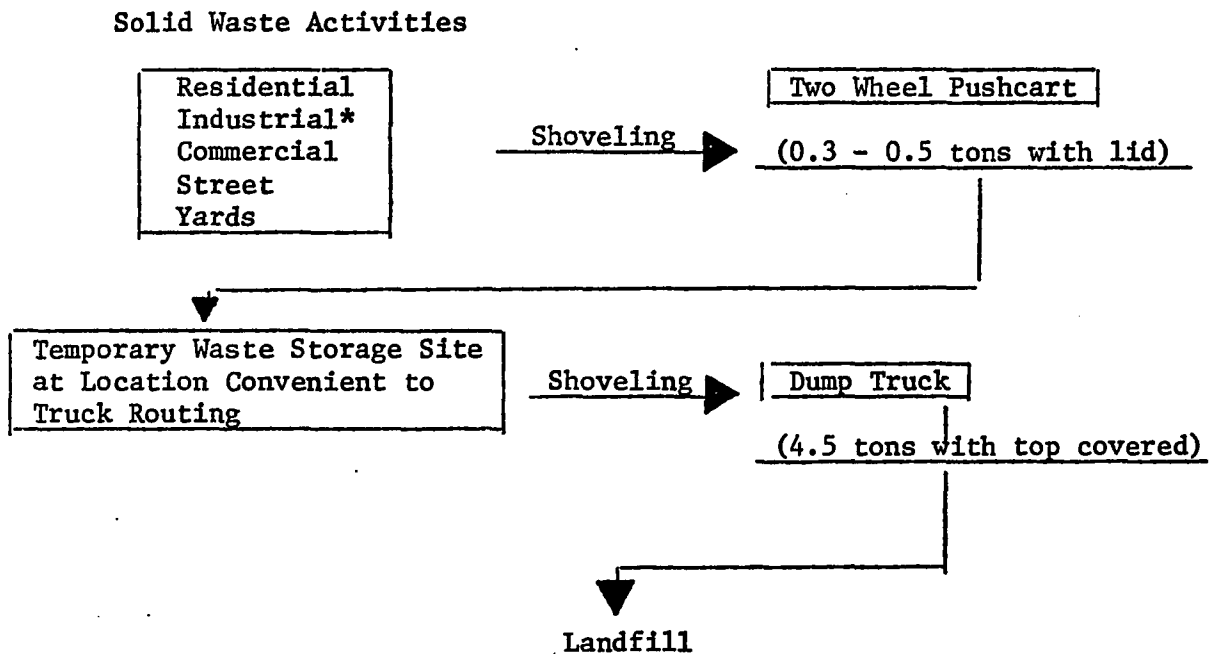 Solid Waste Activities
Residential
Industrial*
Commercial
Street
Yards
Shoveling
Two Wheel Pushcart
(0.3 - 0.5 tons with lid)
Temporary Waste Storage Site
at Location Convenient to
Truck Routing
Shoveling
Dump Truck
(4.5 tons with top covered)
Landfill